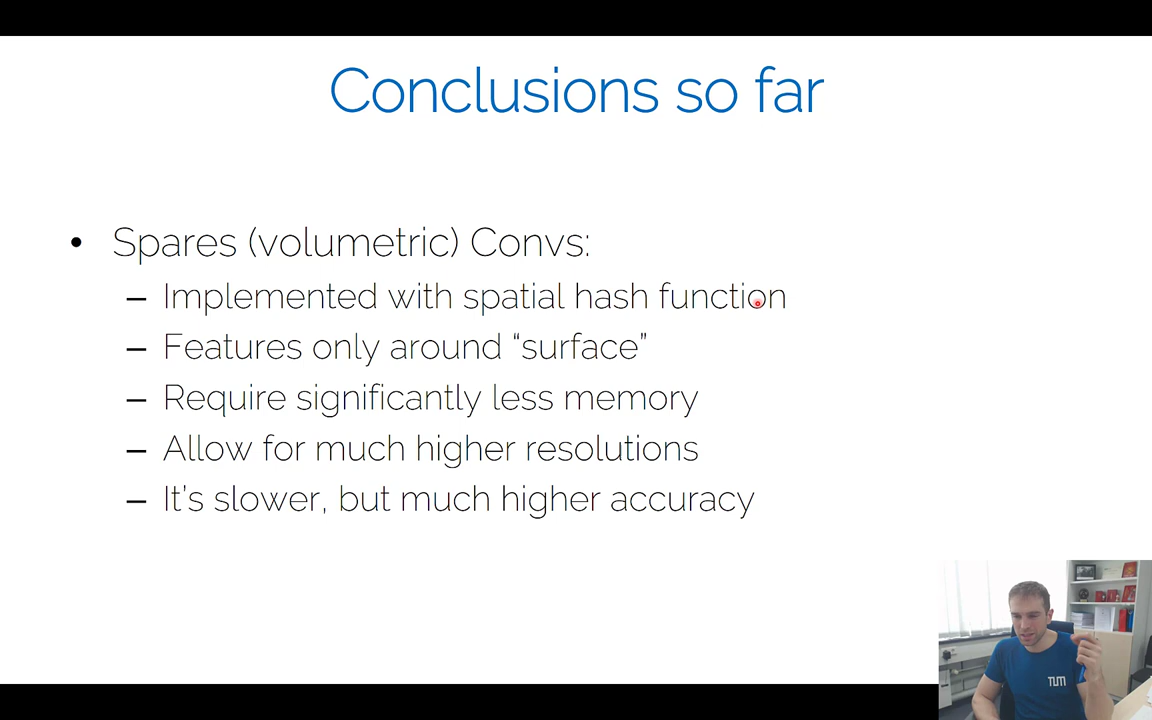 Conclusions so far
• Spares (volumetric) Convs:
– Implemented with spatial hash function
– Features only around “surface”
– Require significantly less memory
– Allow for much higher resolutions
– It’s slower, but much higher accuracy
TUM